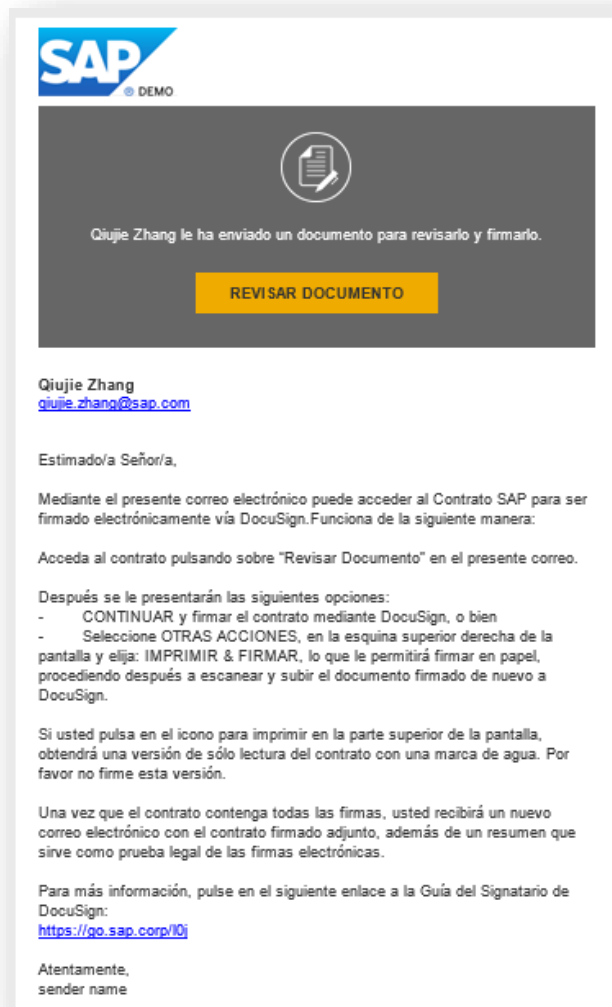 SAP
® DEMO
Qiujie Zhang le ha enviado un documento para revisarlo y firmarlo.
REVISAR DOCUMENTO
Qiujie Zhang
qiujie.zhang@sap.com
Estimado/a Señor/a,
Mediante el presente correo electrónico puede acceder al Contrato SAP para ser
firmado electrónicamente vía DocuSign.Funciona de la siguiente manera:
Acceda al contrato pulsando sobre "Revisar Documento" en el presente correo.
Después se le presentarán las siguientes opciones:
- CONTINUAR y firmar el contrato mediante DocuSign, o bien
- Seleccione OTRAS ACCIONES, en la esquina superior derecha de la
pantalla y elija: IMPRIMIR & FIRMAR, lo que le permitirá firmar en papel,
procediendo después a escanear y subir el documento firmado de nuevo a
DocuSign.
Si usted pulsa en el icono para imprimir en la parte superior de la pantalla,
obtendrá una versión de sólo lectura del contrato con una marca de agua. Por
favor no firme esta versión.
Una vez que el contrato contenga todas las firmas, usted recibirá un nuevo
correo electrónico con el contrato firmado adjunto, además de un resumen que
sirve como prueba legal de las firmas electrónicas.
Para más información, pulse en el siguiente enlace a la Guía del Signatario de
DocuSign:
https://go.sap.corp/l0j
Atentamente,
sender name